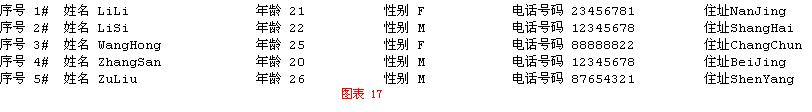 序号 1# 姓名 LiLi 年龄 21 性别 F 电话号码 23456781 住址NanJing
序号 2# 姓名 LiSi 年龄 22 性别 M 电话号码 12345678 住址ShangHai
序号 3# 姓名 WangHong 年龄 25 性别 F 电话号码 88888822 住址ChangChun
序号 4# 姓名 ZhangSan 年龄 20 性别 M 电话号码 12345678 住址BeiJing
序号 5# 姓名 ZuLiu 年龄 26 性别 M 电话号码 87654321 住址ShenYang
图表 17